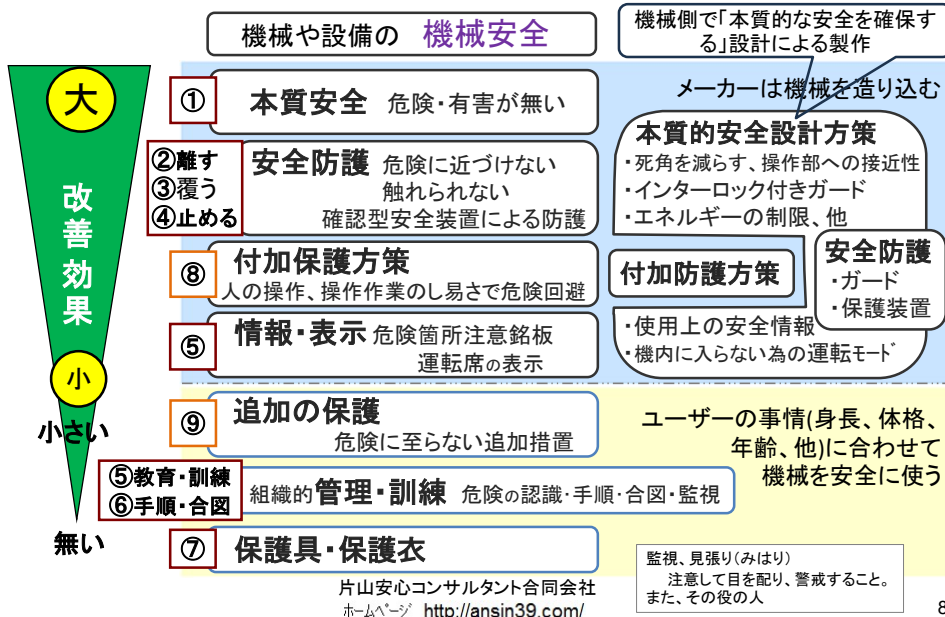 機械や設備の 機械安全
機械側で「本質的な安全を確保す
る」設計による製作
大
改善効果
小
小さい
無い
①
本質安全 危険・有害が無い
②離す
③覆う
④止める
安全防護 危険に近づけない
触れられない
確認型安全装置による防護
⑧
付加保護方策
人の操作、操作作業のし易さで危険回避
⑤
情報・表示 危険箇所注意銘板
運転席の表示
メーカーは機械を造り込む
本質的安全設計方策
・死角を減らす、操作部への接近性
・インターロック付きガード
・エネルギーの制限、他
安全防護
・ガード
・保護装置
付加防護方策
・使用上の安全情報
・機内に入らない為の運転モード
⑨
追加の保護
危険に至らない追加措置
⑤教育・訓練
⑥手順・合図
組織的管理・訓練 危険の認識・手順・合図・監視
⑦
保護具・保護衣
ユーザーの事情(身長、体格、
年齢、他)に合わせて
機械を安全に使う
監視、見張り(みはり)
注意して目を配り、警戒すること。
また、その役の人
片山安心コンサルタント合同会社
ホームページ http://ansin39.com/
8